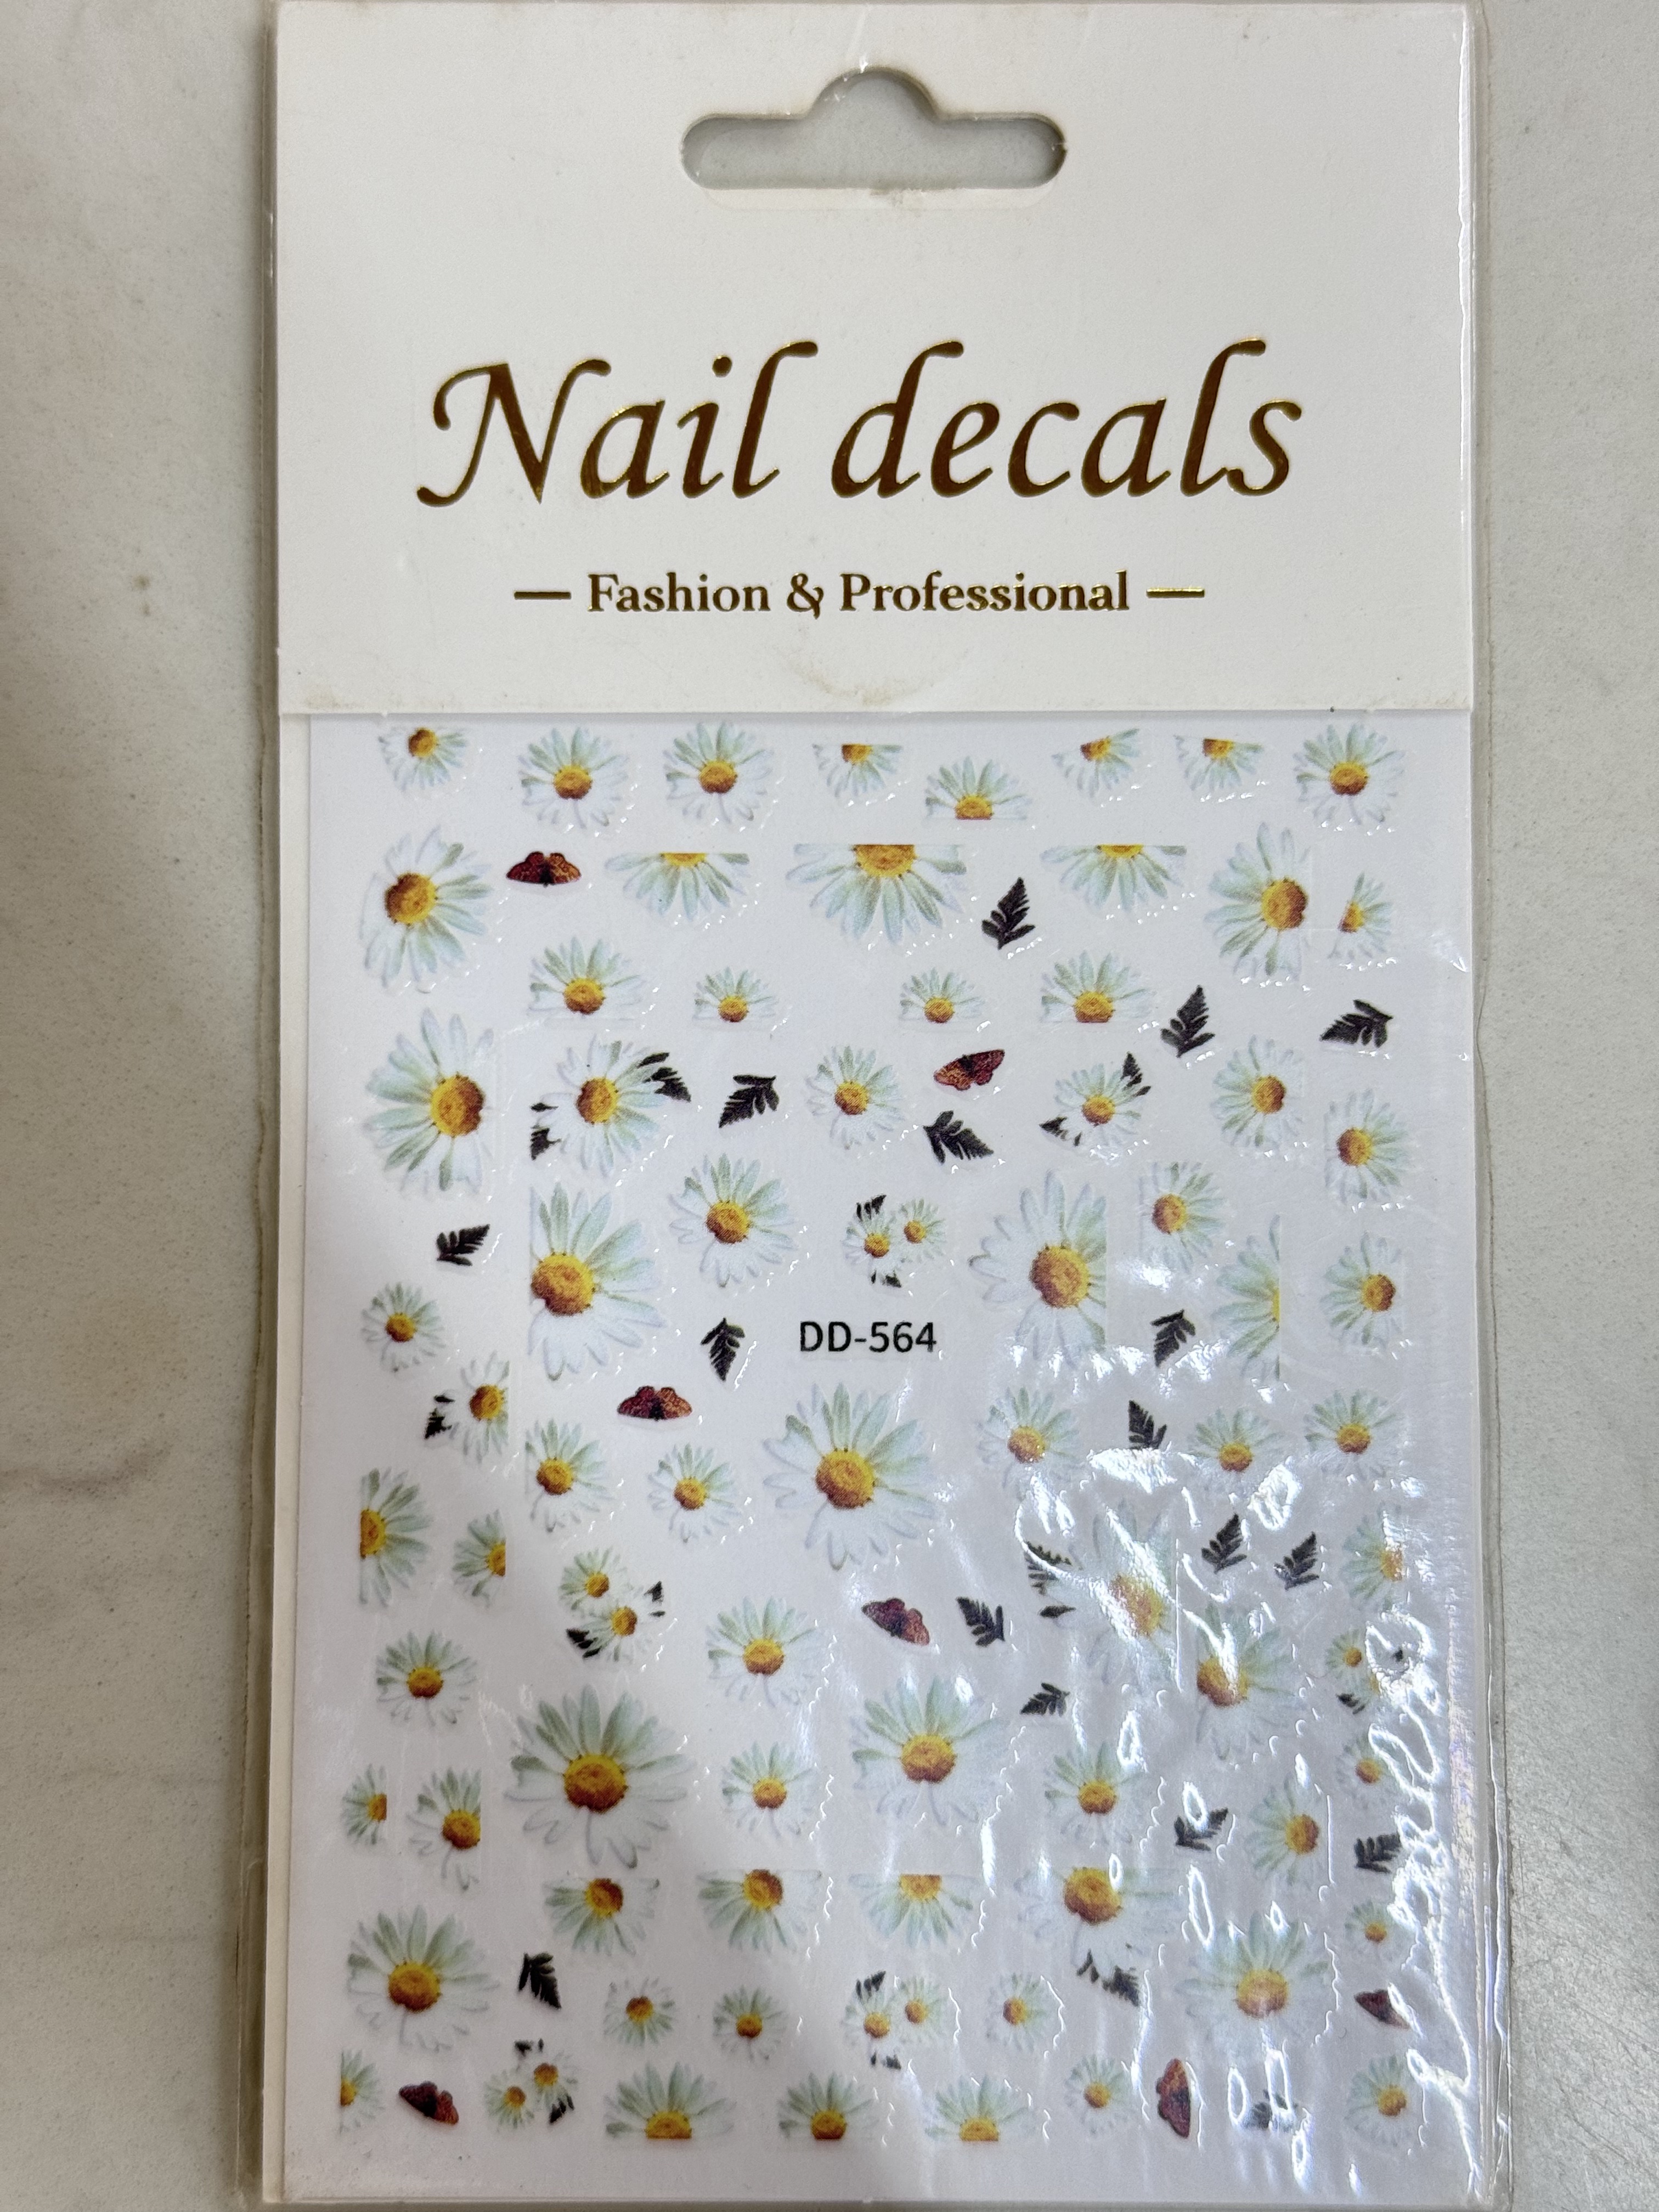 Nail decals
— Fashion & Professional —
DD-564